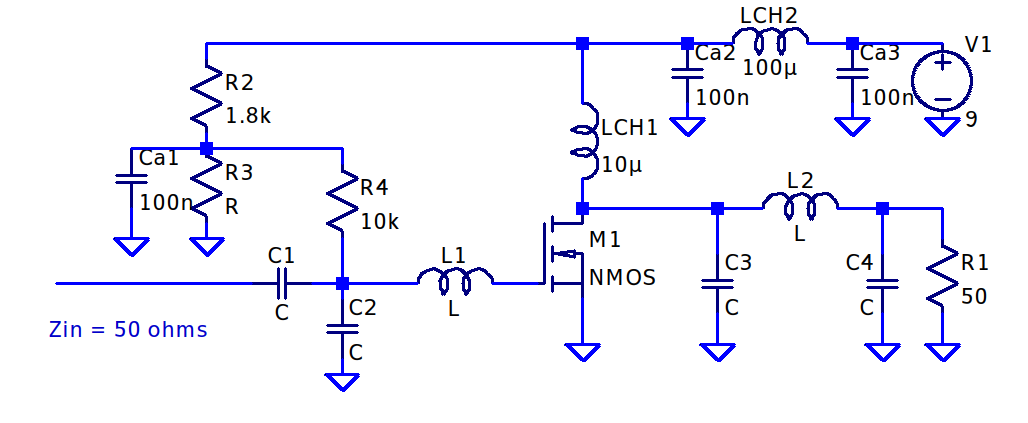 LCH2
V1
Ca2
100µ
Ca3
100n
100n
9
R2
1.8k
LCH1
10µ
Ca1
100n
R3
R
R4
10k
L2
L
M1
NMOS
C1
C
L1
L
C2
C
C3
C
C4
C
R1
50
Zin = 50 ohms